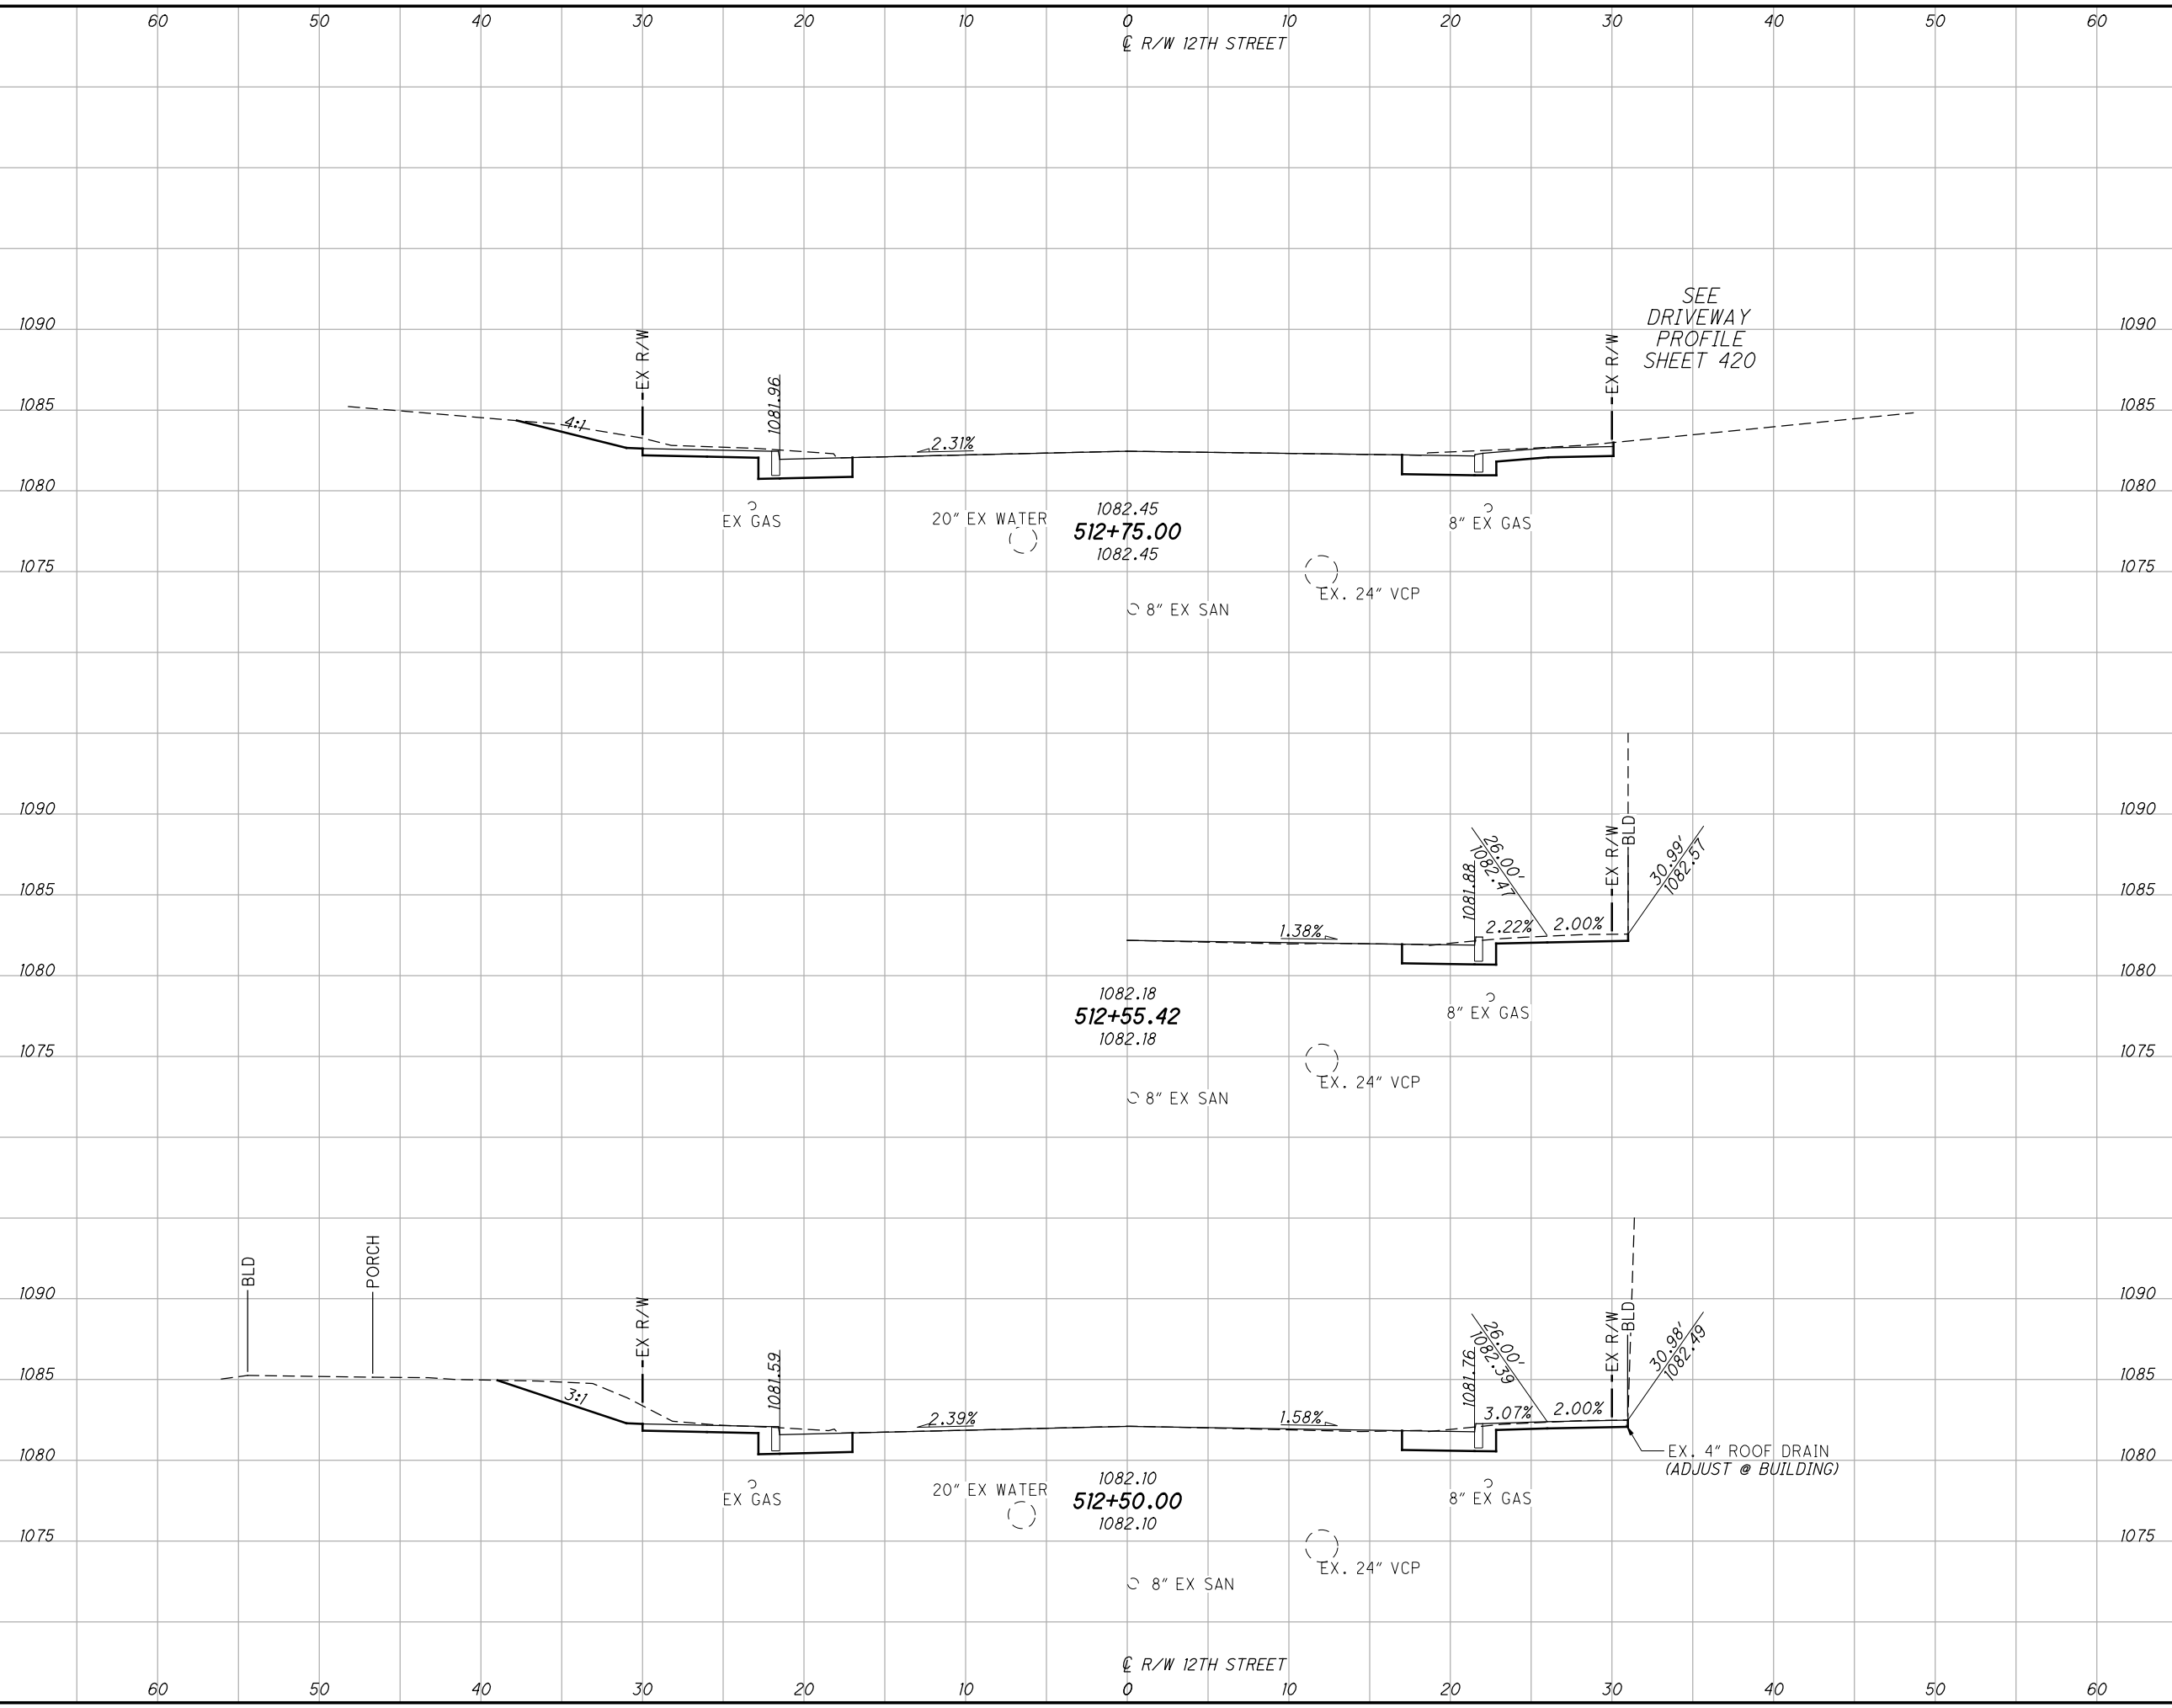 60 50 40 30 20 10 0 10 20 30 40 50 60
℄ R/W 12TH STREET
SEE
DRIVEWAY
PROFILE
SHEET 420
1090 1090
EX R/W
EX R/W
1085 1085
1081.96
4:1
2.31%
1080 1080
EX GAS
20" EX WATER
1082.45
512+75.00
1082.45
8" EX GAS
1075 1075
EX. 24" VCP
8" EX SAN
1090 1090
BLD
EX R/W
26.00'
1082.47
30.99'
1082.57
1085 1085
1081.88
1.38%
2.22%
2.00%
1080 1080
1082.18
512+55.42
1082.18
8" EX GAS
1075 1075
EX. 24" VCP
8" EX SAN
BLD
PORCH
1090 1090
EX R/W
EX R/W
BLD
26.00'
1082.39
30.98'
1082.49
1085 1085
1081.59
1081.76
3:1
2.39%
1.58%
3.07%
2.00%
1080 1080
EX. 4" ROOF DRAIN
(ADJUST @ BUILDING)
EX GAS
20" EX WATER
1082.10
512+50.00
1082.10
8" EX GAS
1075 1075
EX. 24" VCP
8" EX SAN
℄ R/W 12TH STREET
60 50 40 30 20 10 0 10 20 30 40 50 60